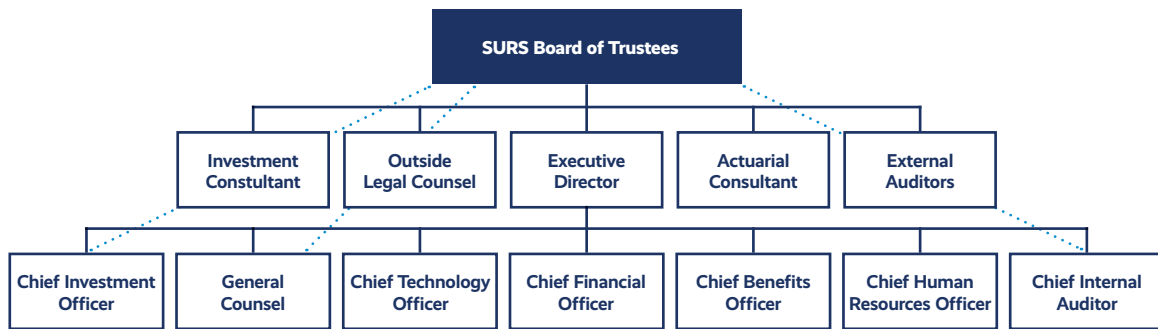 SURS Board of Trustees
Investment
Constultant
Outside
Legal Counsel
Executive
Director
Actuarial
Consultant
External
Auditors
Chief Investment
Officer
General
Counsel
Chief Technology
Officer
Chief Financial
Officer
Chief Benefits
Officer
Chief Human
Resources Officer
Chief Internal
Auditor